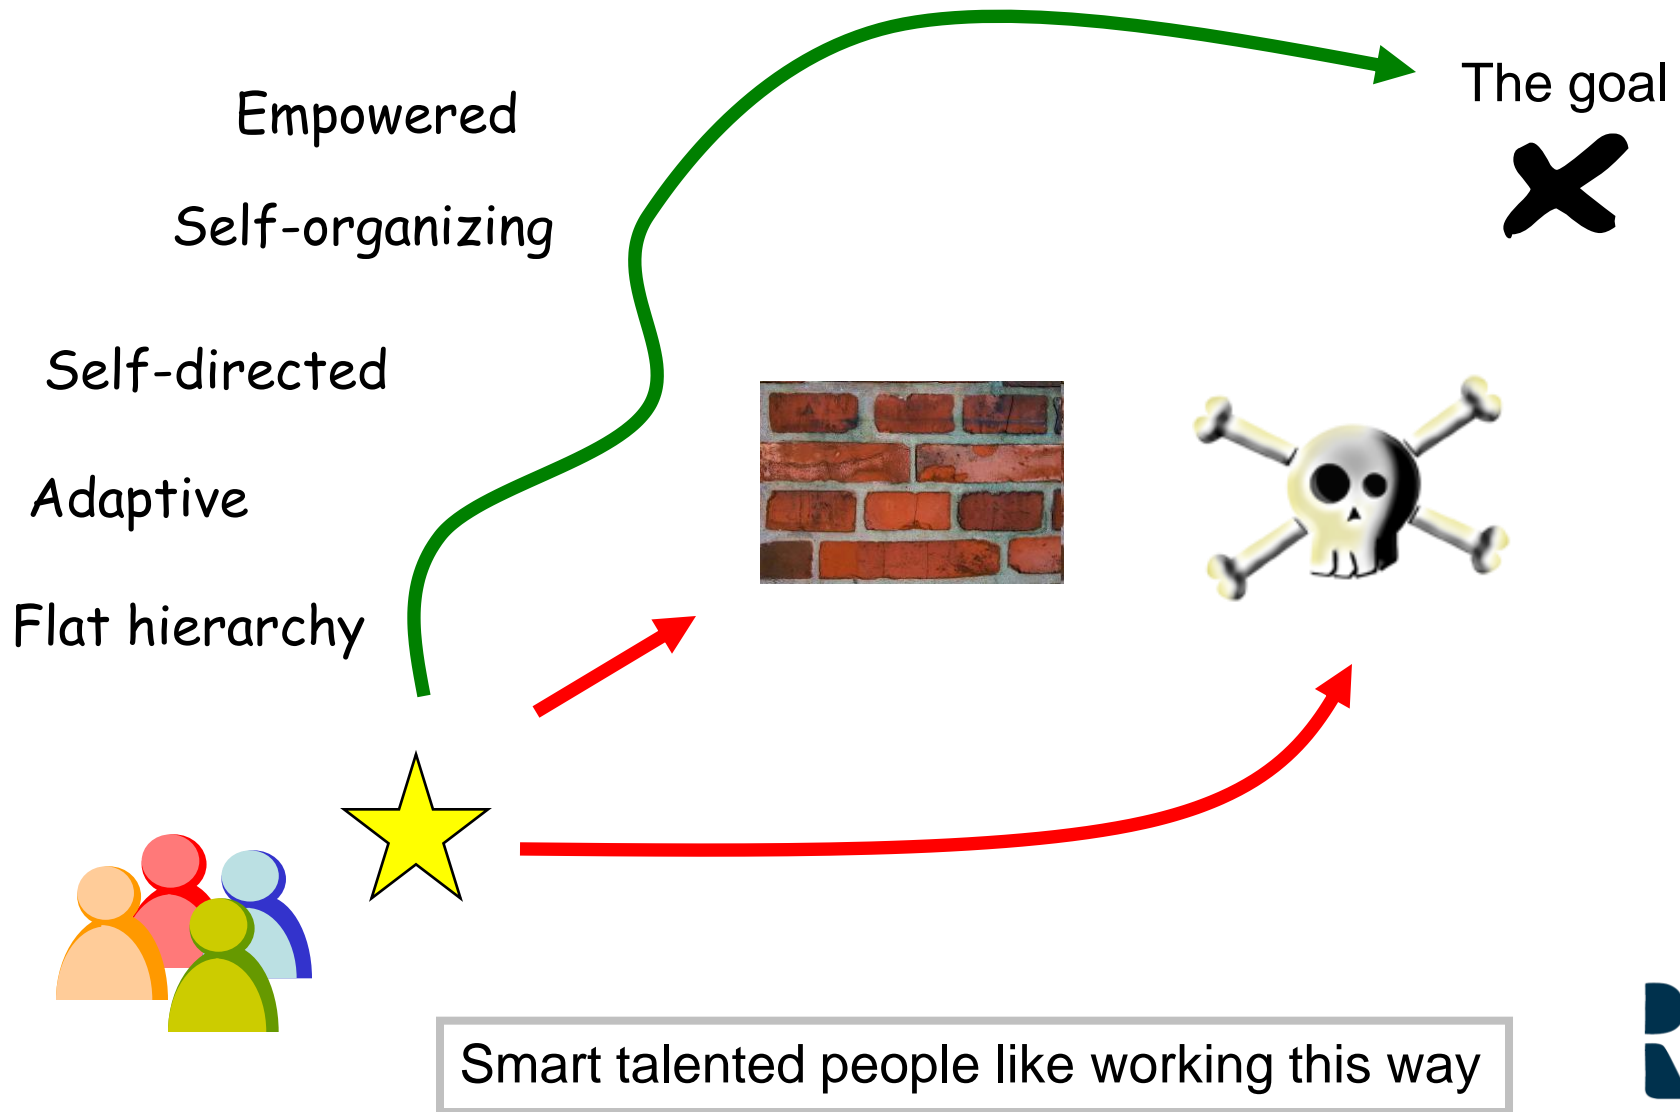 The goal
Empowered
Self-organizing
Self-directed
Adaptive
Flat hierarchy
Smart talented people like working this way